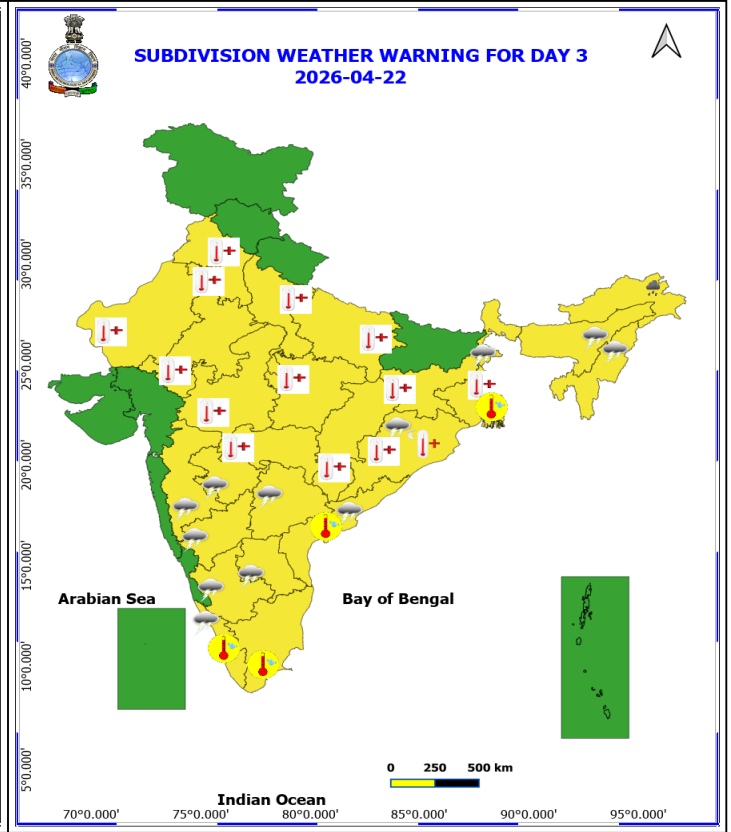 SUBDIVISION WEATHER WARNING FOR DAY 3
2026-04-22
40°0.000'
35°0.000'
30°0.000'
25°0.000'
20°0.000'
15°0.000'
10°0.000'
5°0.000'
Arabian Sea
Bay of Bengal
0 250 500 km
Indian Ocean
70°0.000' 75°0.000' 80°0.000' 85°0.000' 90°0.000' 95°0.000'